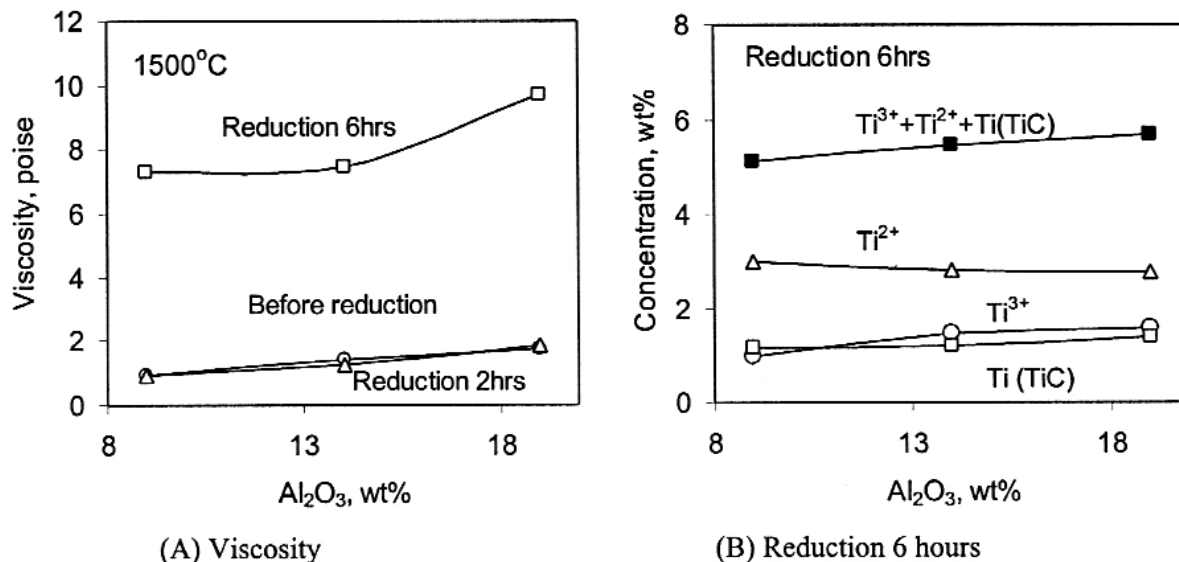 12
10
8
6
4
2
0
8
13
18
Viscosity, poise
Al₂O₃, wt%
1500°C
Reduction 6hrs
Before reduction
Reduction 2hrs
(A) Viscosity
8
6
4
2
0
8
13
18
Concentration, wt%
Al₂O₃, wt%
Reduction 6hrs
Ti³⁺+Ti²⁺+Ti(TiC)
Ti²⁺
Ti³⁺
Ti (TiC)
(B) Reduction 6 hours